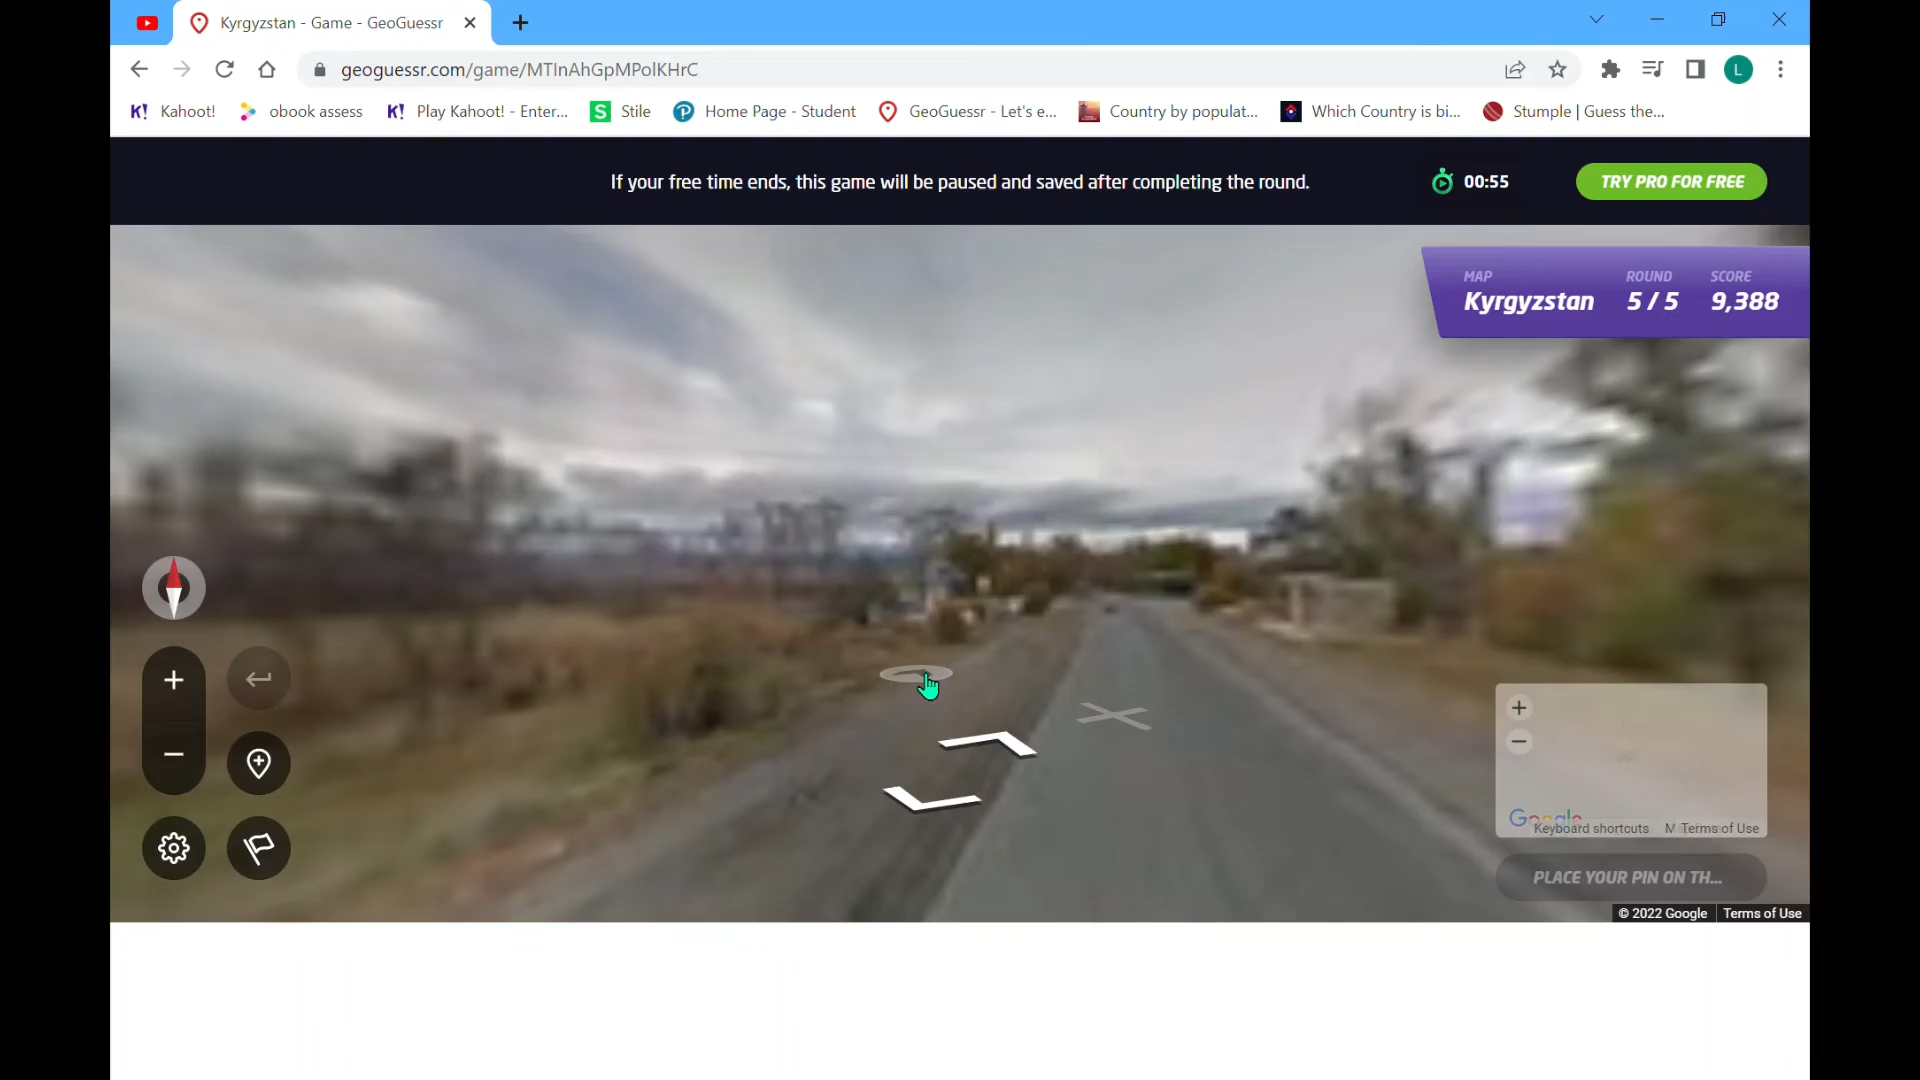 Kyrgyzstan - Game - GeoGuessr
geoguessr.com/game/MTInAhGpMPolKHrC
L
K! Kahoot!
obook assess
K! Play Kahoot! - Enter...
S Stile
Home Page - Student
GeoGuessr - Let's e...
Country by populat...
Which Country is bi...
Stumple | Guess the...
If your free time ends, this game will be paused and saved after completing the round.
00:55
TRY PRO FOR FREE
MAP ROUND SCORE
Kyrgyzstan 5 / 5 9,388
Google
Keyboard shortcuts
Terms of Use
PLACE YOUR PIN ON TH...
© 2022 Google
Terms of Use